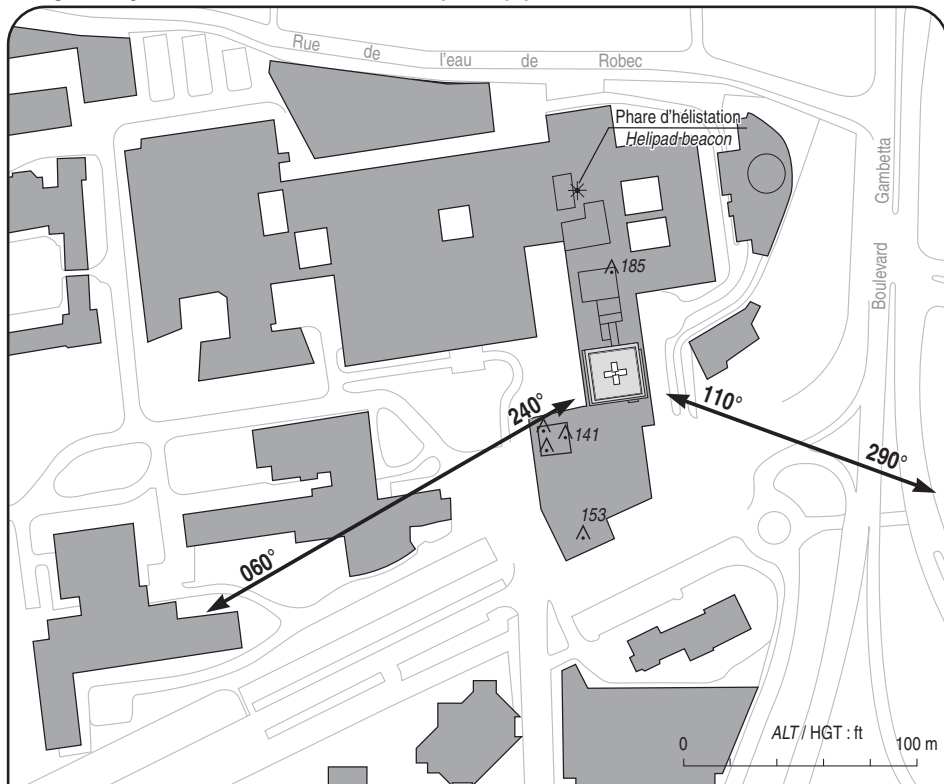 Rue de l'eau de Robec
Phare d'hélistation
Helipad beacon
Gambetta
Boulevard
185
240°
110°
141
290°
153
060°
ALT / HGT : ft
0 100 m